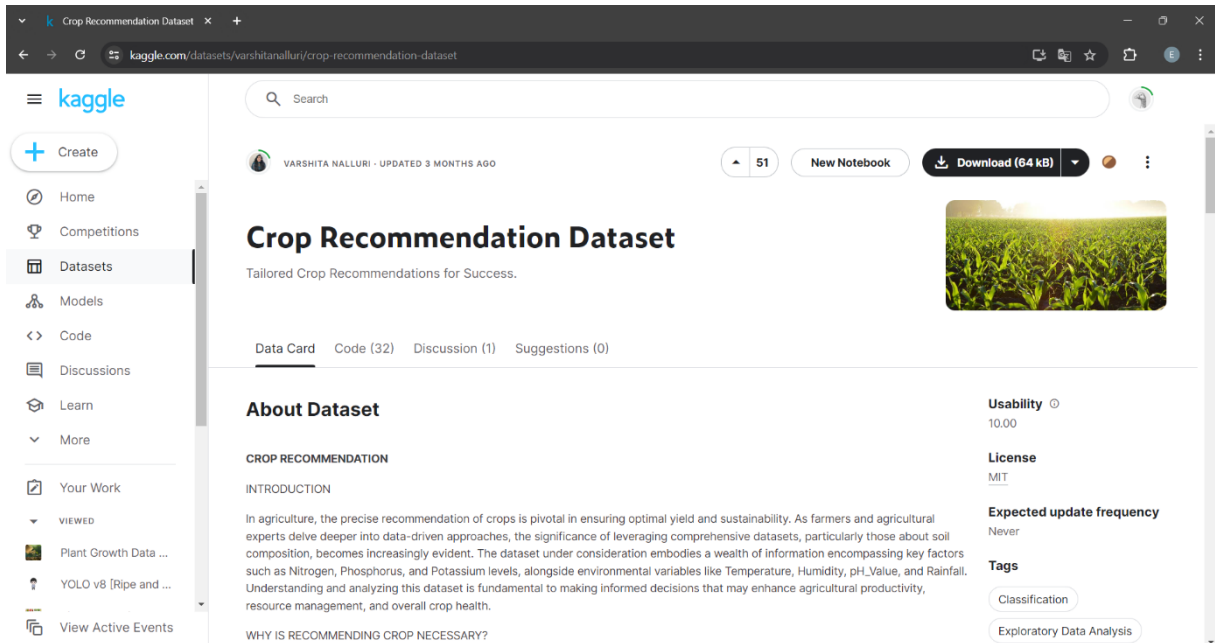 Crop Recommendation Dataset
kaggle.com/datasets/varshitanalluri/crop-recommendation-dataset
E
kaggle
Search
Create
Home
Competitions
Datasets
Models
Code
Discussions
Learn
More
Your Work
VIEWED
Plant Growth Data ...
YOLO v8 [Ripe and ...
View Active Events
VARSHITA NALLURI · UPDATED 3 MONTHS AGO
51
New Notebook
Download (64 kB)
Crop Recommendation Dataset
Tailored Crop Recommendations for Success.
Data Card Code (32) Discussion (1) Suggestions (0)
About Dataset
CROP RECOMMENDATION
INTRODUCTION
In agriculture, the precise recommendation of crops is pivotal in ensuring optimal yield and sustainability. As farmers and agricultural
experts delve deeper into data-driven approaches, the significance of leveraging comprehensive datasets, particularly those about soil
composition, becomes increasingly evident. The dataset under consideration embodies a wealth of information encompassing key factors
such as Nitrogen, Phosphorus, and Potassium levels, alongside environmental variables like Temperature, Humidity, pH_Value, and Rainfall.
Understanding and analyzing this dataset is fundamental to making informed decisions that may enhance agricultural productivity,
resource management, and overall crop health.
WHY IS RECOMMENDING CROP NECESSARY?
Usability
10.00
License
MIT
Expected update frequency
Never
Tags
Classification
Exploratory Data Analysis